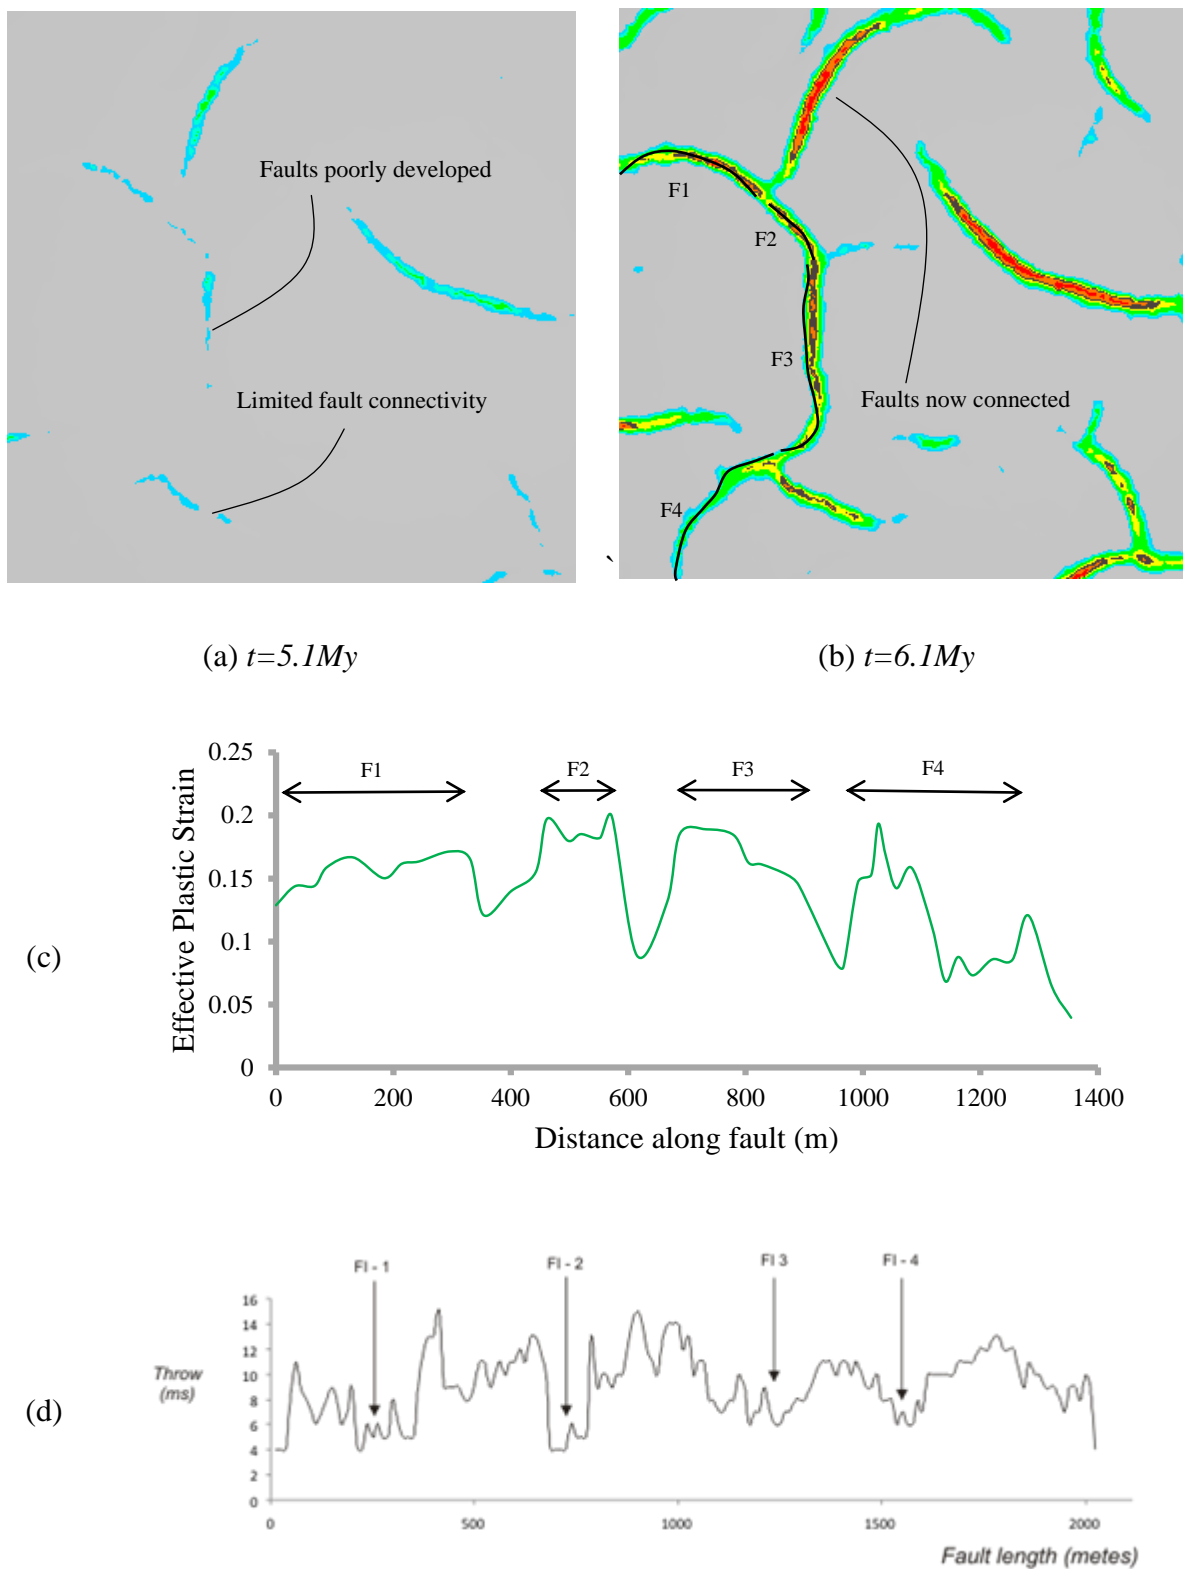 Faults poorly developed
Limited fault connectivity
F1
F2
F3
F4
Faults now connected
`
(a) t=5.1My
(b) t=6.1My
(c)
Effective Plastic Strain
0.25
0.2
0.15
0.1
0.05
0
F1
F2
F3
F4
0 200 400 600 800 1000 1200 1400
Distance along fault (m)
(d)
FI - 1
FI - 2
FI 3
FI - 4
Throw
(ms)
16
14
12
10
8
6
4
2
0
0 500 1000 1500 2000
Fault length (metes)